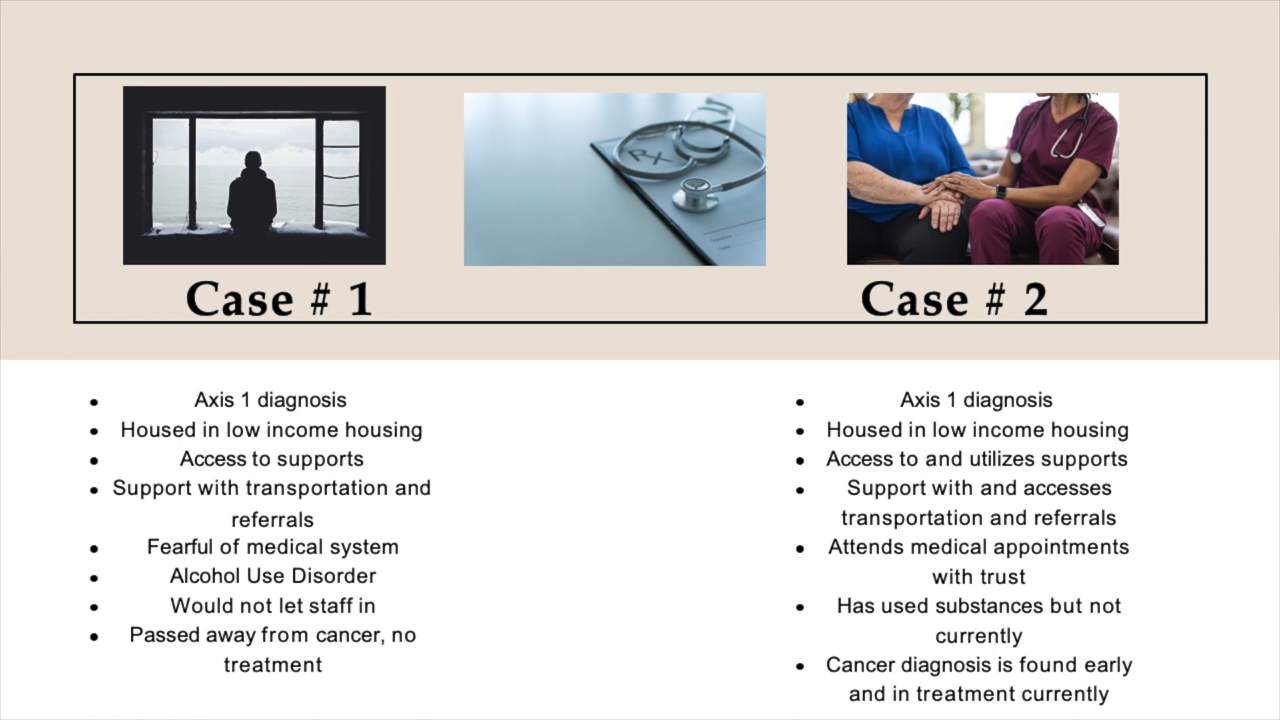 RX
Case # 1
Case # 2
• Axis 1 diagnosis
• Housed in low income housing
• Access to supports
• Support with transportation and
referrals
• Fearful of medical system
• Alcohol Use Disorder
• Would not let staff in
• Passed away from cancer, no
treatment
• Axis 1 diagnosis
• Housed in low income housing
• Access to and utilizes supports
• Support with and accesses
transportation and referrals
• Attends medical appointments
with trust
• Has used substances but not
currently
• Cancer diagnosis is found early
and in treatment currently